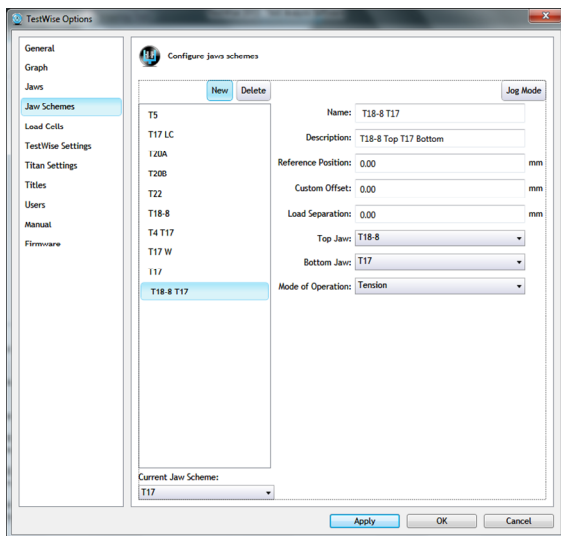 TestWise Options
General
Graph
Jaws
Jaw Schemes
Load Cells
TestWise Settings
Titan Settings
Titles
Users
Manual
Firmware
Configure jaws schemes
New
Delete
Jog Mode
T5
T17 LC
T20A
T20B
T22
T18-8
T4 T17
T17 W
T17
T18-8 T17
Name: T18-8 T17
Description: T18-8 Top T17 Bottom
Reference Position: 0.00 mm
Custom Offset: 0.00 mm
Load Separation: 0.00 mm
Top Jaw: T18-8
Bottom Jaw: T17
Mode of Operation: Tension
Current Jaw Scheme:
T17
Apply
OK
Cancel